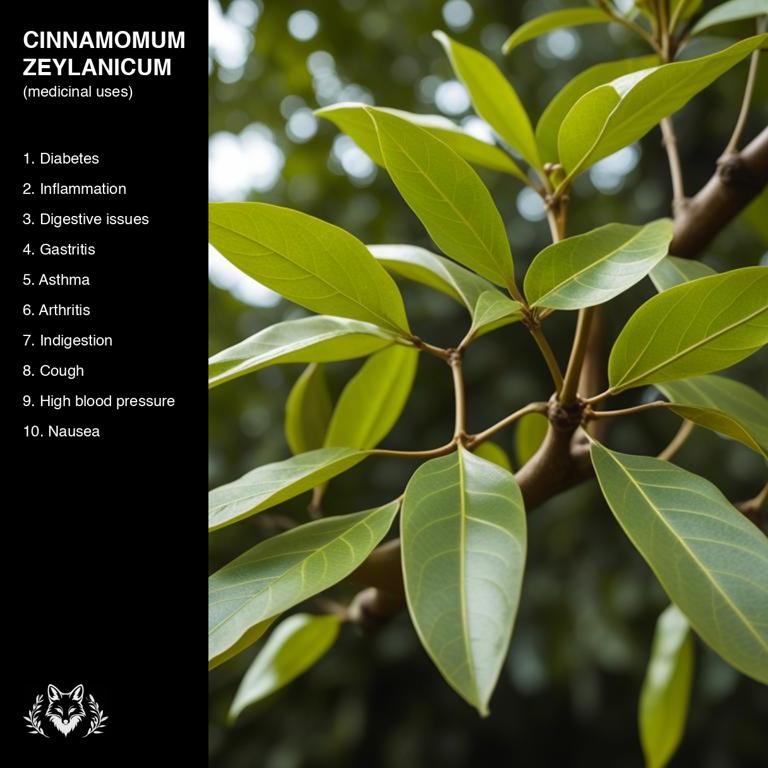 CINNAMOMUM
ZEYLANICUM
(medicinal uses)
1. Diabetes
2. Inflammation
3. Digestive issues
4. Gastritis
5. Asthma
6. Arthritis
7. Indigestion
8. Cough
9. High blood pressure
10. Nausea